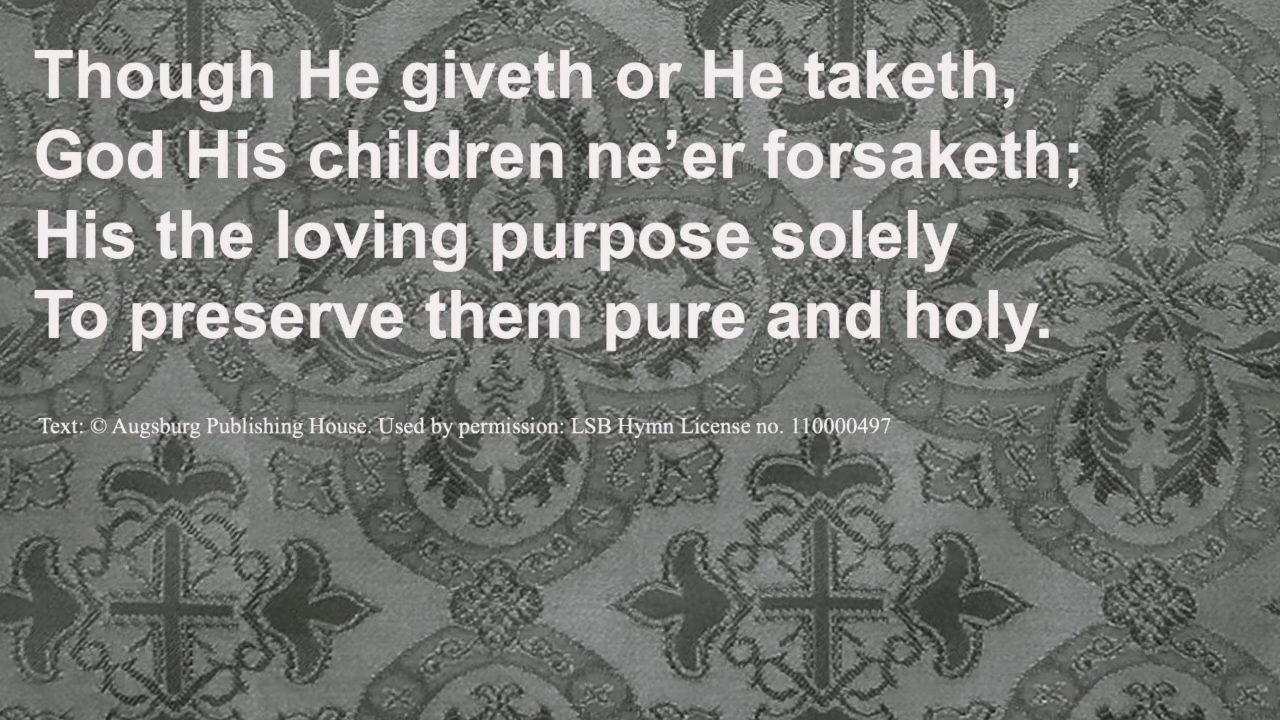 Though He giveth or He taketh,
God His children ne’er forsaketh;
His the loving purpose solely
To preserve them pure and holy.
Text: © Augsburg Publishing House. Used by permission: LSB Hymn License no. 110000497